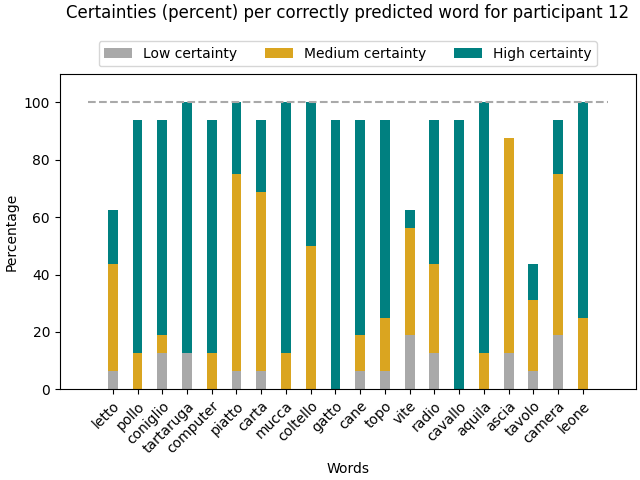 Certainties (percent) per correctly predicted word for participant 12
Low certainty Medium certainty High certainty
100
80
60
40
20
0
Percentage
letto pollo coniglio tartaruga computer piatto carta mucca coltello gatto cane topo vite radio cavallo aquila ascia tavolo camera leone
Words